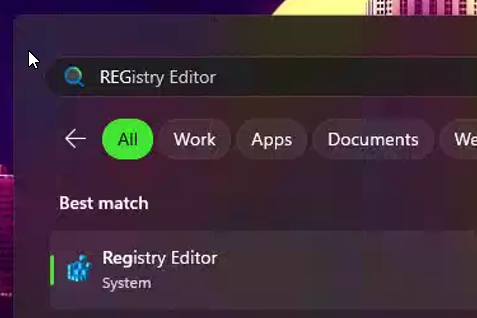 REGistry Editor
All Work Apps Documents We
Best match
Registry Editor
System